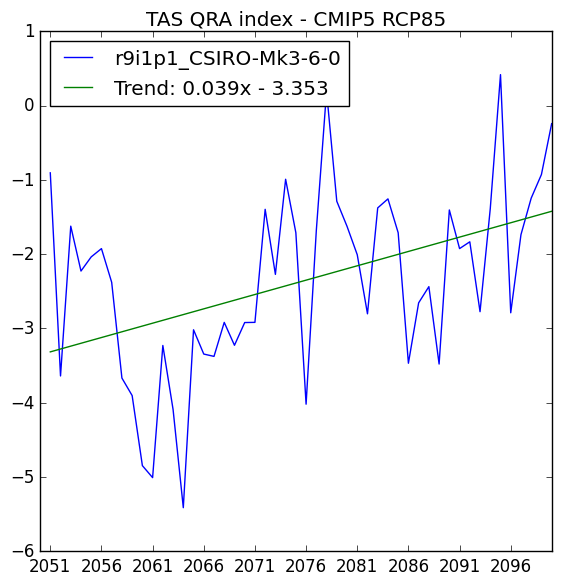 TAS QRA index - CMIP5 RCP85
r9i1p1_CSIRO-Mk3-6-0
Trend: 0.039x - 3.353
1
0
−1
−2
−3
−4
−5
−6
2051 2056 2061 2066 2071 2076 2081 2086 2091 2096